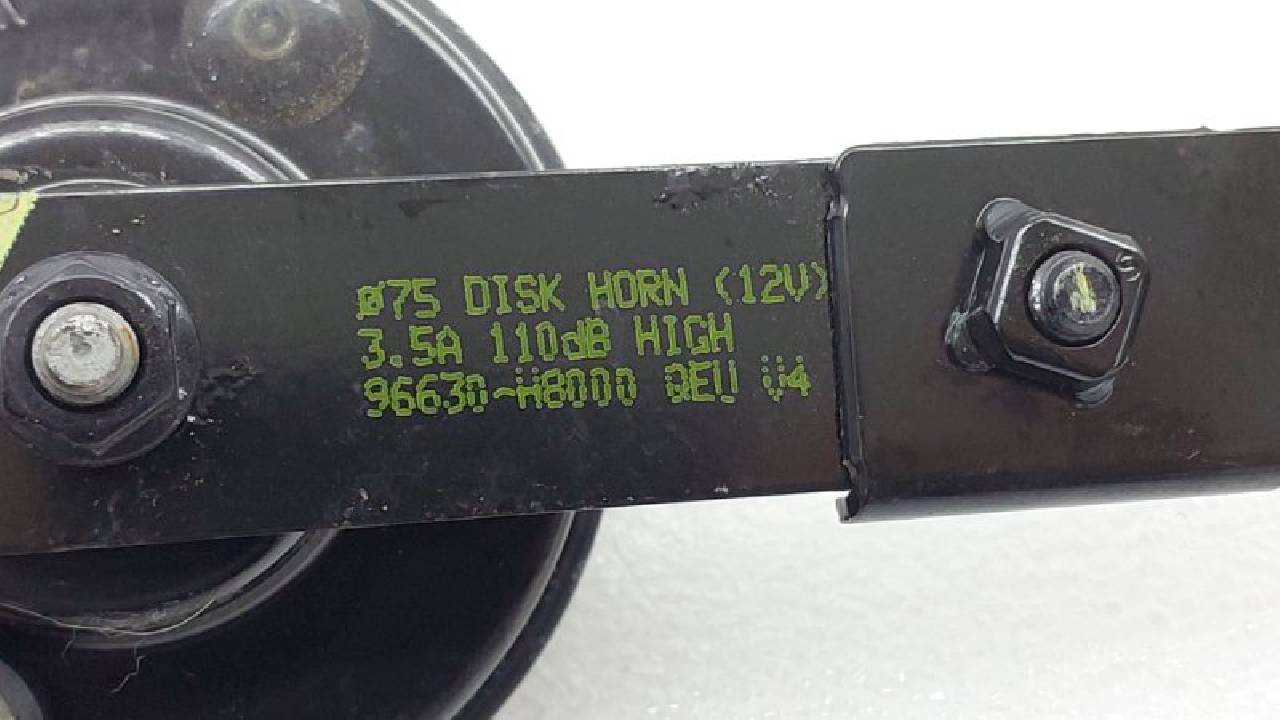 ø75 DISK HORN (12V)
3.5A 110dB HIGH
96630-H8000 QEU V4